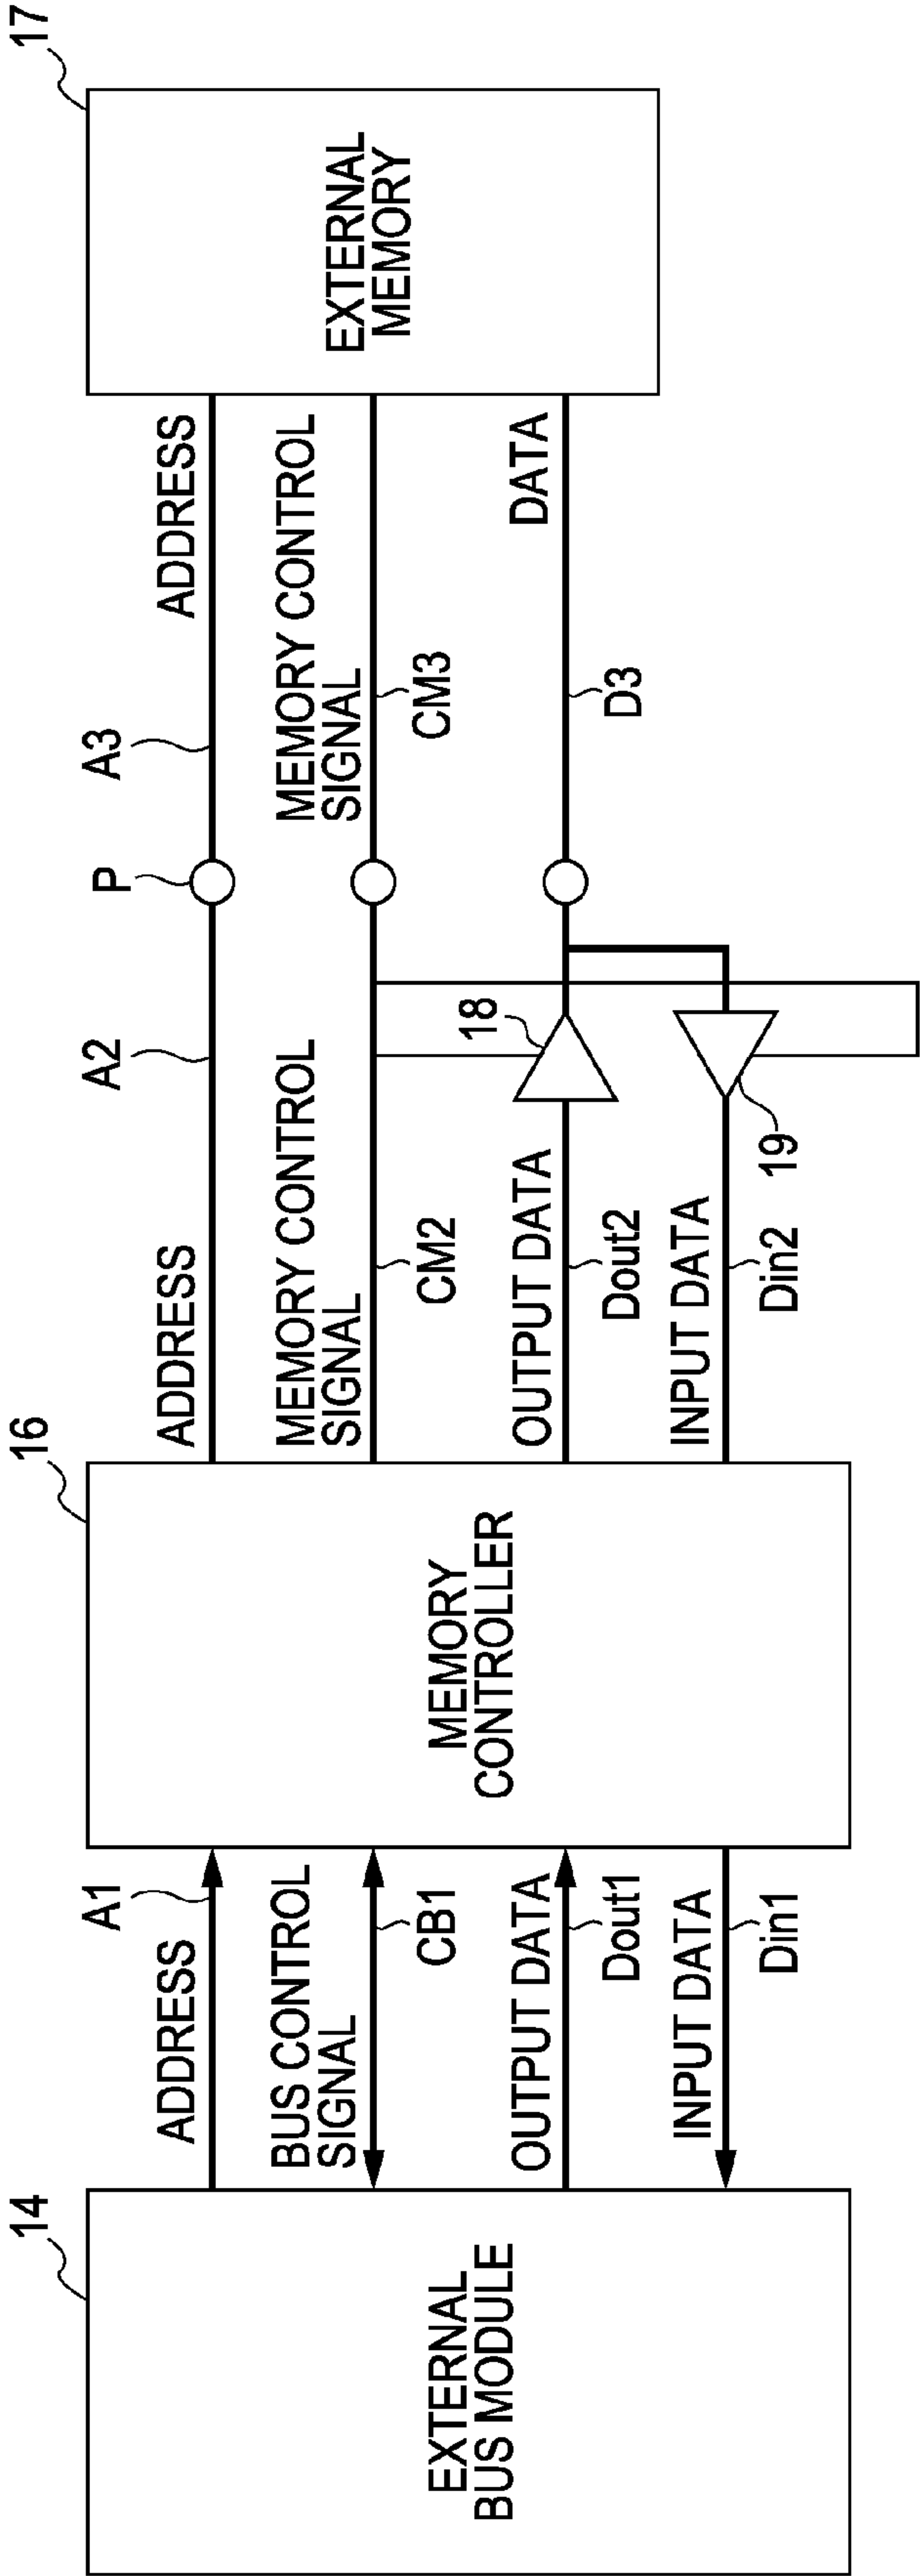 14
EXTERNAL
BUS MODULE
ADDRESS
A1
BUS CONTROL
SIGNAL
CB1
OUTPUT DATA
Dout1
INPUT DATA
Din1
16
MEMORY
CONTROLLER
ADDRESS
A2
MEMORY CONTROL
SIGNAL
CM2
OUTPUT DATA
Dout2
18
INPUT DATA
Din2
19
P
A3
ADDRESS
MEMORY CONTROL
SIGNAL
CM3
DATA
D3
17
EXTERNAL
MEMORY